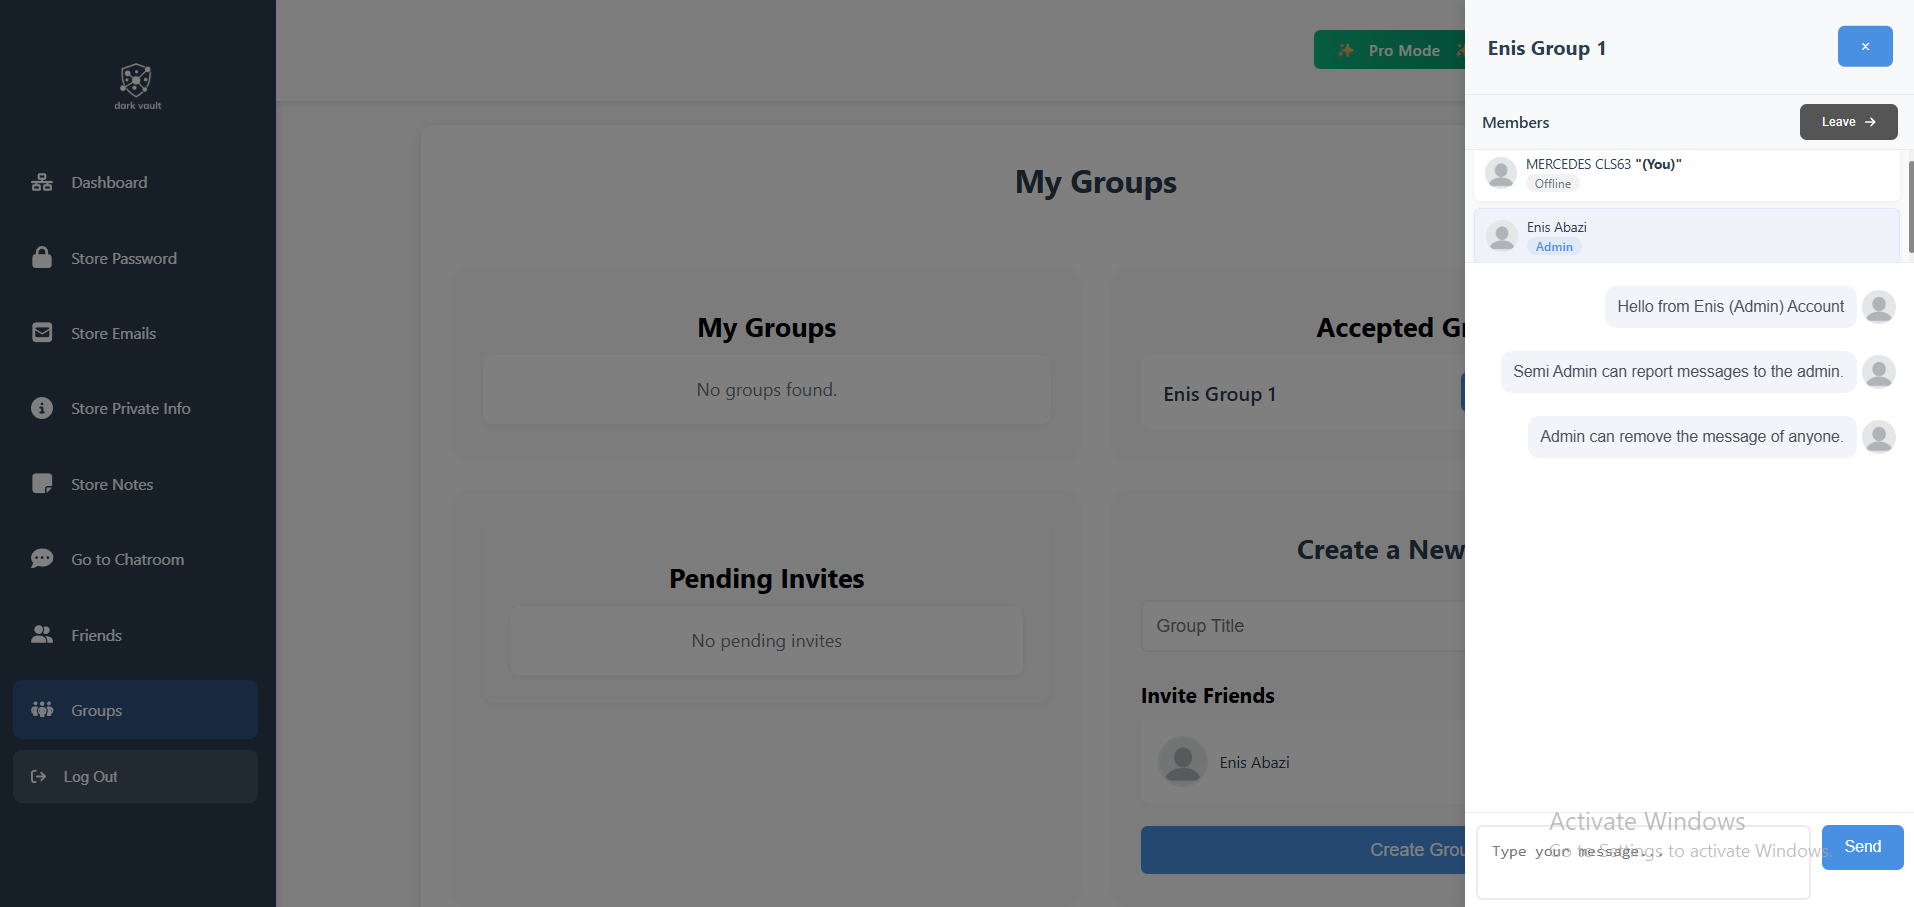 dark vault
Dashboard
Store Password
Store Emails
Store Private Info
Store Notes
Go to Chatroom
Friends
Groups
Log Out
✨ Pro Mode
My Groups
My Groups
No groups found.
Accepted Gr
Enis Group 1
Pending Invites
No pending invites
Create a New
Group Title
Invite Friends
Enis Abazi
Create Grou
Enis Group 1
×
Members
Leave →
MERCEDES CLS63 "(You)"
Offline
Enis Abazi
Admin
Hello from Enis (Admin) Account
Semi Admin can report messages to the admin.
Admin can remove the message of anyone.
Type your message...
Send
Activate Windows
Go to Settings to activate Windows.